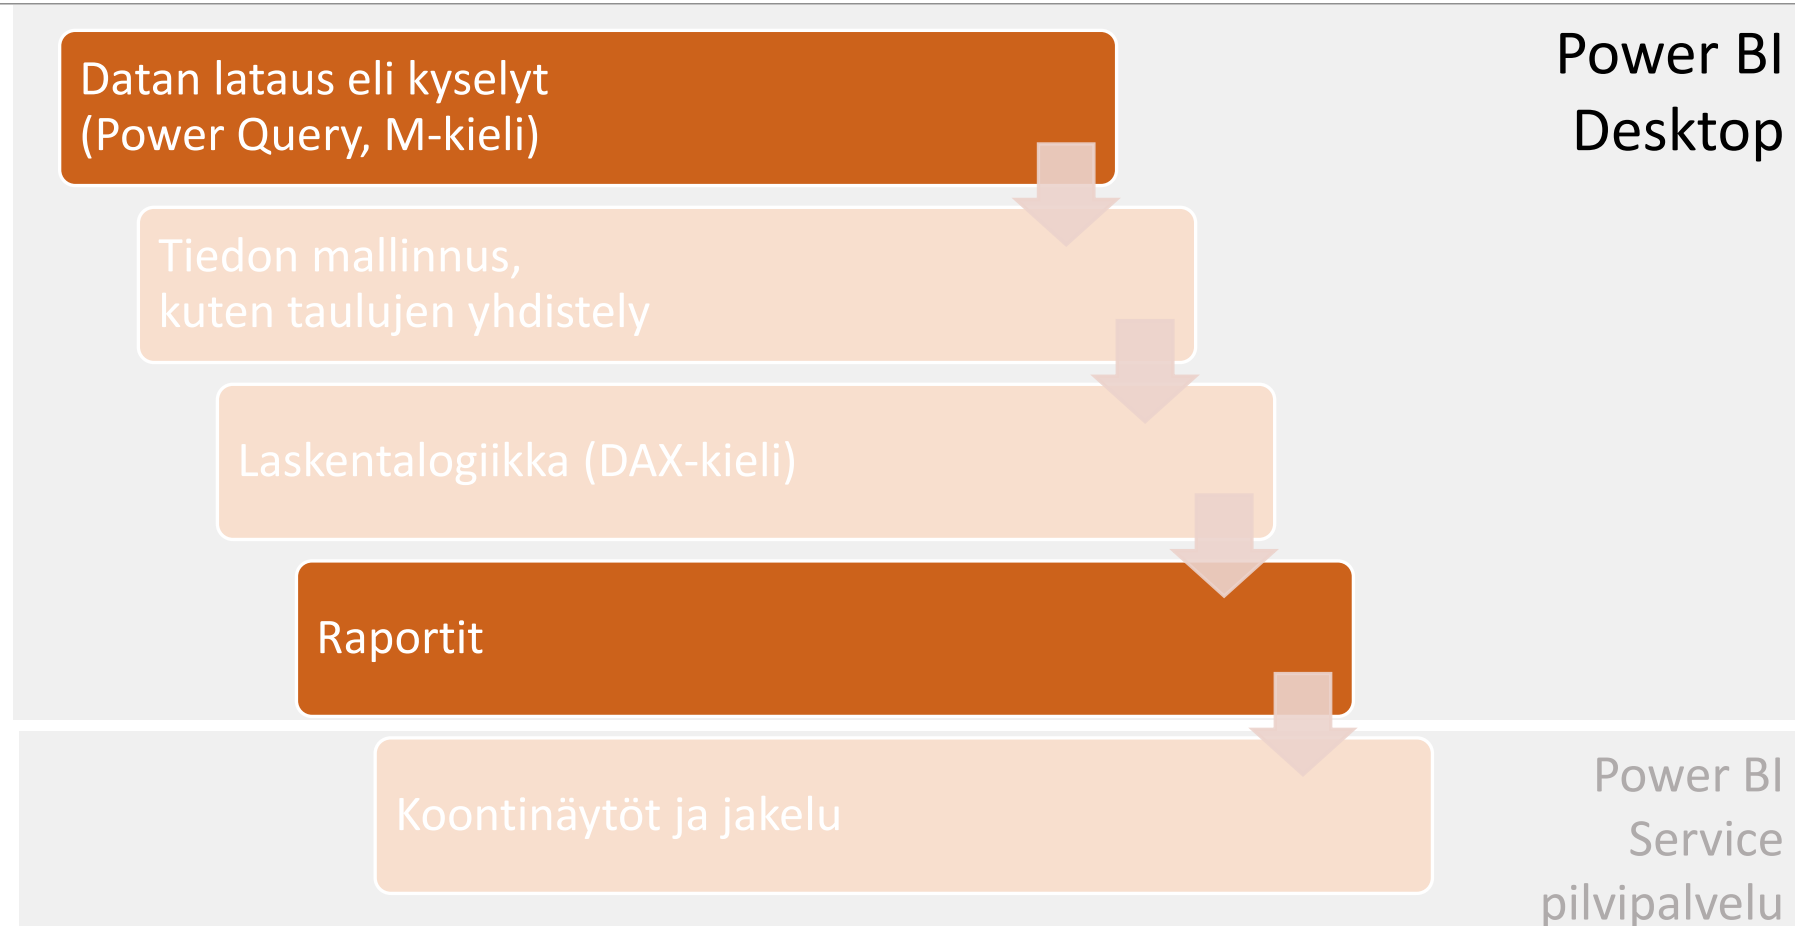 Datan lataus eli kyselyt
(Power Query, M-kieli)
Power BI
Desktop
Tiedon mallinnus,
kuten taulujen yhdistely
Laskentalogiikka (DAX-kieli)
Raportit
Koontinäytöt ja jakelu
Power BI
Service
pilvipalvelu